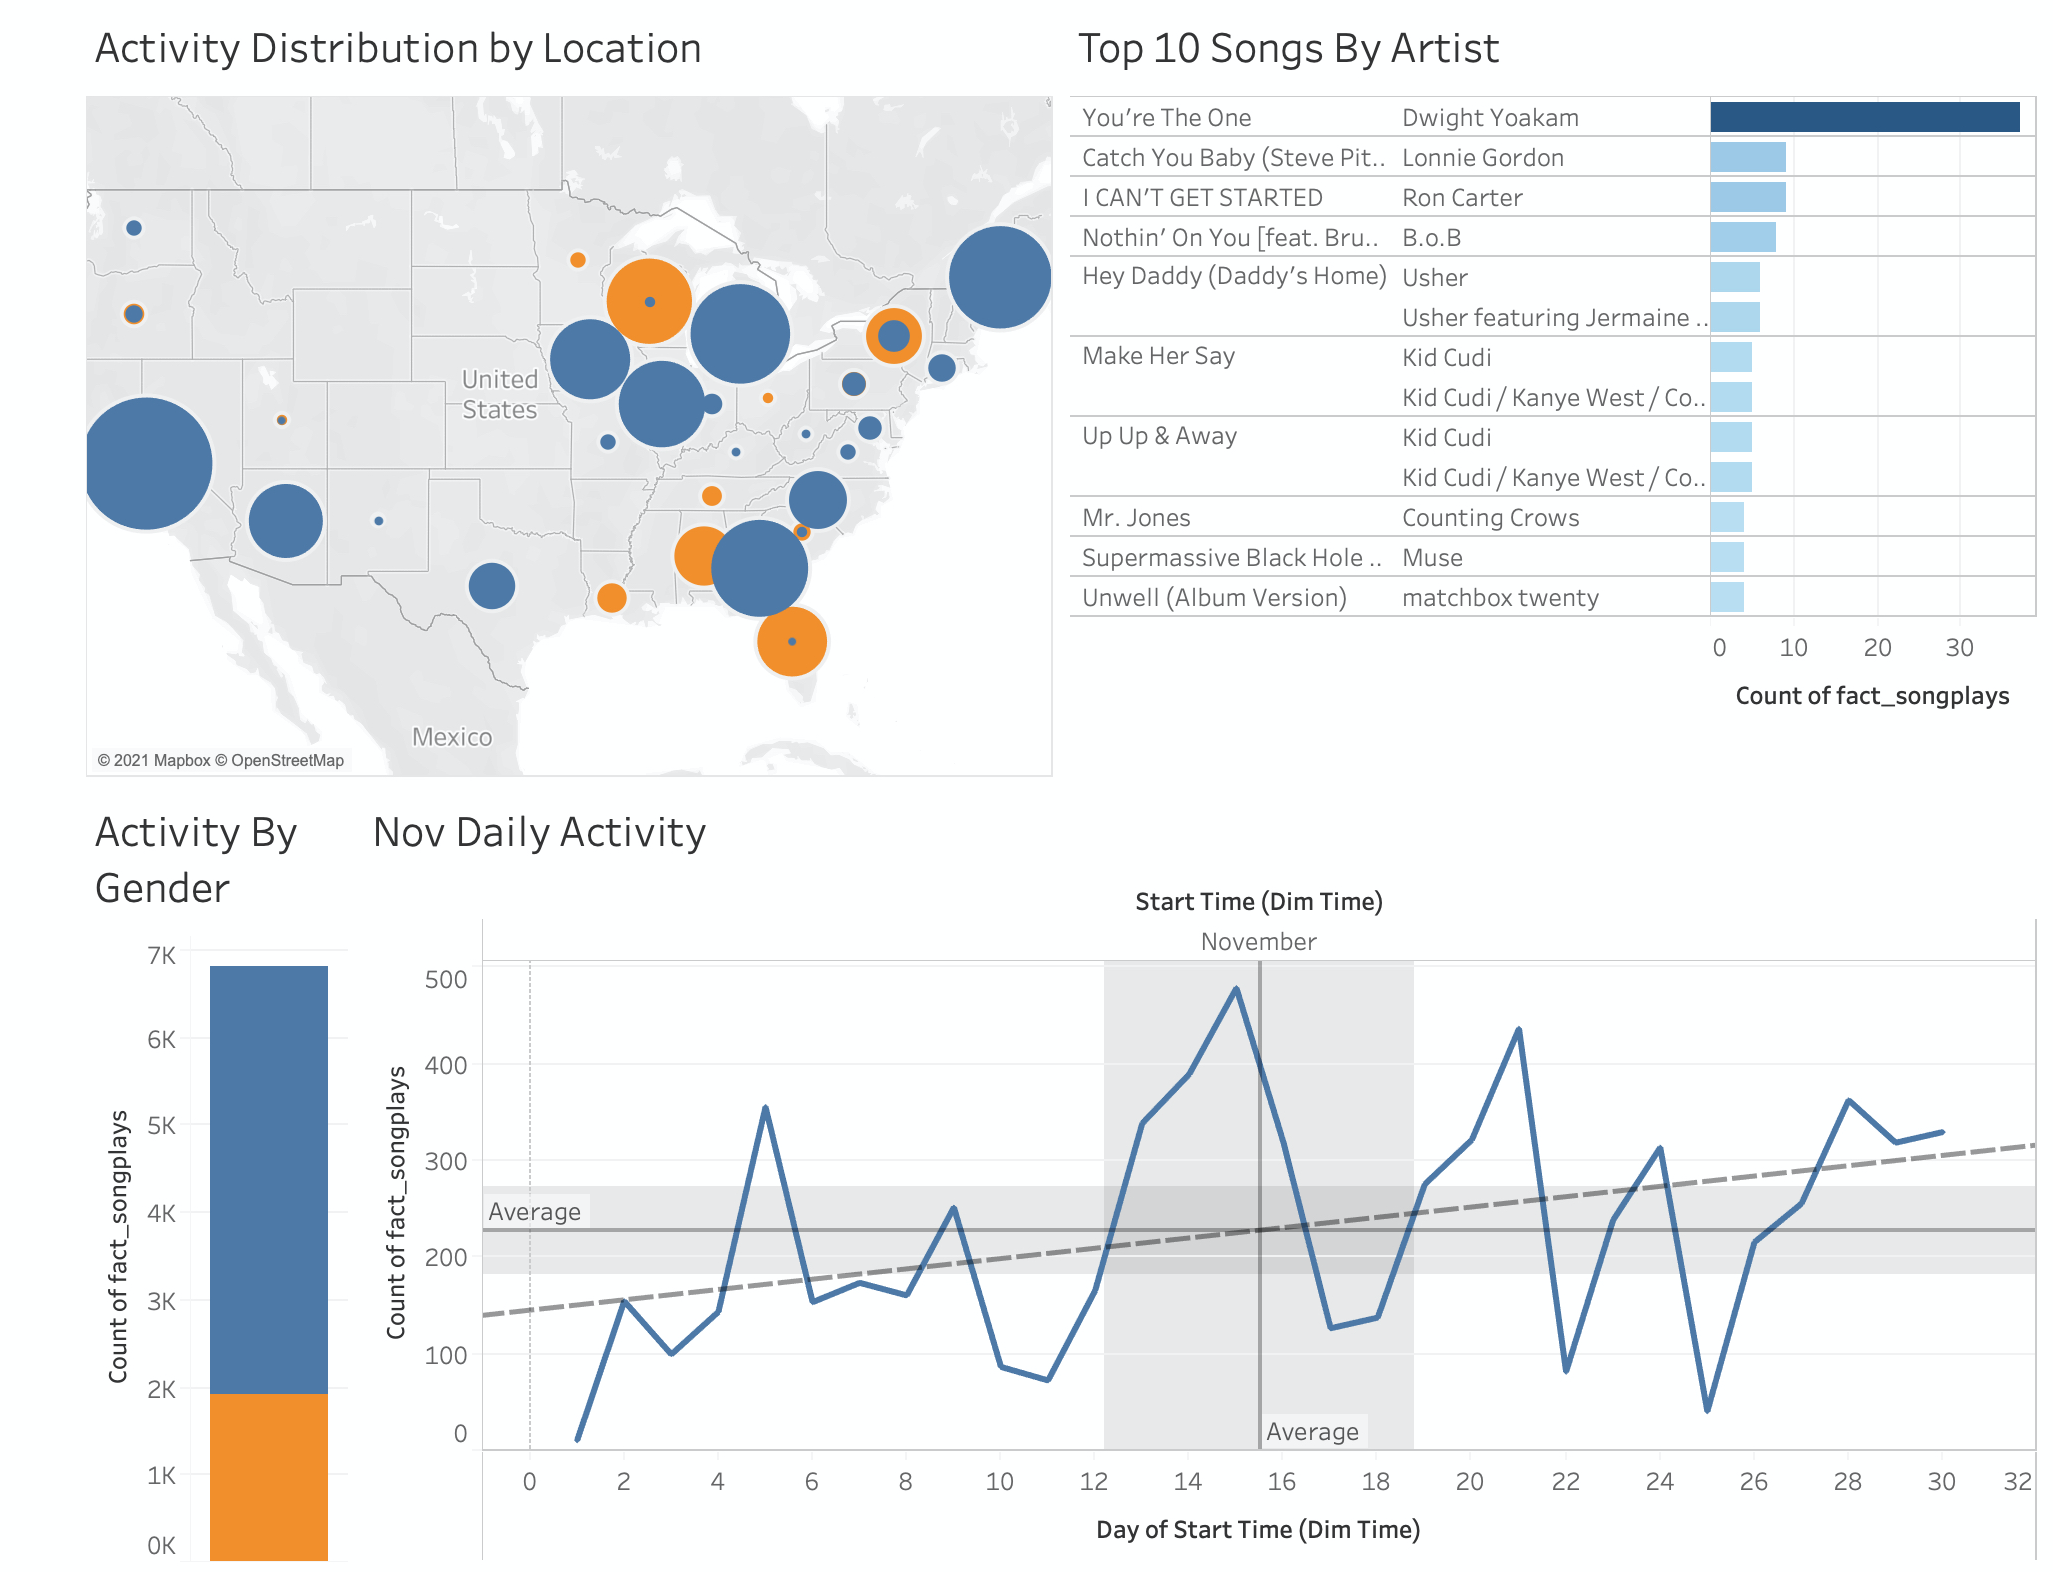 Activity Distribution by Location
United
States
Mexico
© 2021 Mapbox © OpenStreetMap
Top 10 Songs By Artist
You're The One Dwight Yoakam
Catch You Baby (Steve Pit.. Lonnie Gordon
I CAN'T GET STARTED Ron Carter
Nothin' On You [feat. Bru.. B.o.B
Hey Daddy (Daddy's Home) Usher
Usher featuring Jermaine ..
Make Her Say Kid Cudi
Kid Cudi / Kanye West / Co..
Up Up & Away Kid Cudi
Kid Cudi / Kanye West / Co..
Mr. Jones Counting Crows
Supermassive Black Hole .. Muse
Unwell (Album Version) matchbox twenty
0 10 20 30
Count of fact_songplays
Activity By
Gender
7K
6K
5K
4K
3K
2K
1K
0K
Count of fact_songplays
Nov Daily Activity
Start Time (Dim Time)
November
500
400
300
200
100
0
Count of fact_songplays
Average
Average
0 2 4 6 8 10 12 14 16 18 20 22 24 26 28 30 32
Day of Start Time (Dim Time)